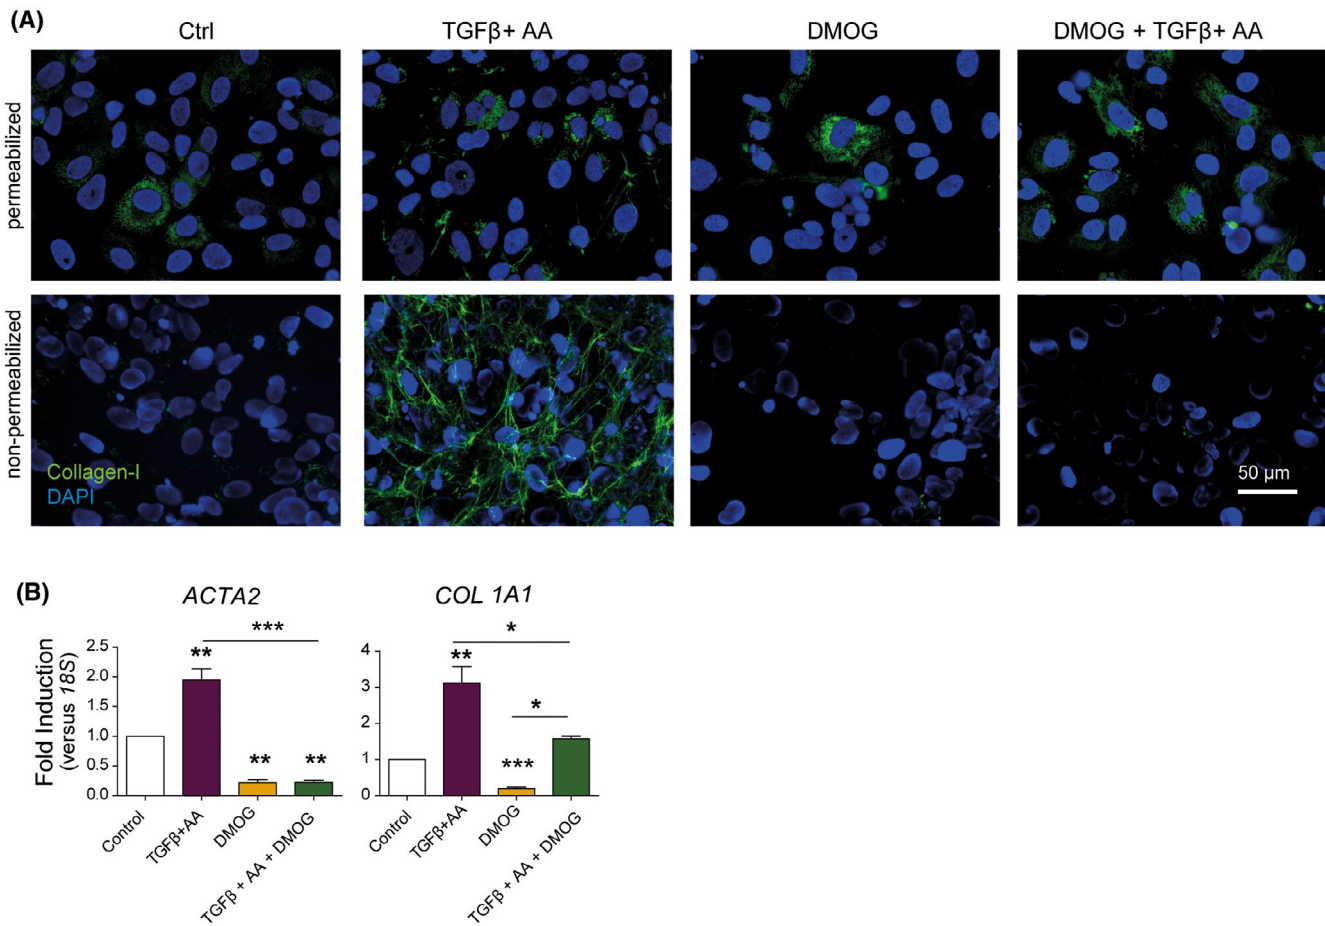 (A)
Ctrl
TGFβ+ AA
DMOG
DMOG + TGFβ+ AA
permeabilized
non-permeabilized
Collagen-I
DAPI
50 µm
(B)
ACTA2
Fold Induction
(versus 18S)
2.5
2.0
1.5
1.0
0.5
0.0
**
***
**
**
Control
TGFβ+AA
DMOG
TGFβ + AA + DMOG
COL 1A1
4
3
2
1
0
**
*
*
***
Control
TGFβ+AA
DMOG
TGFβ + AA + DMOG